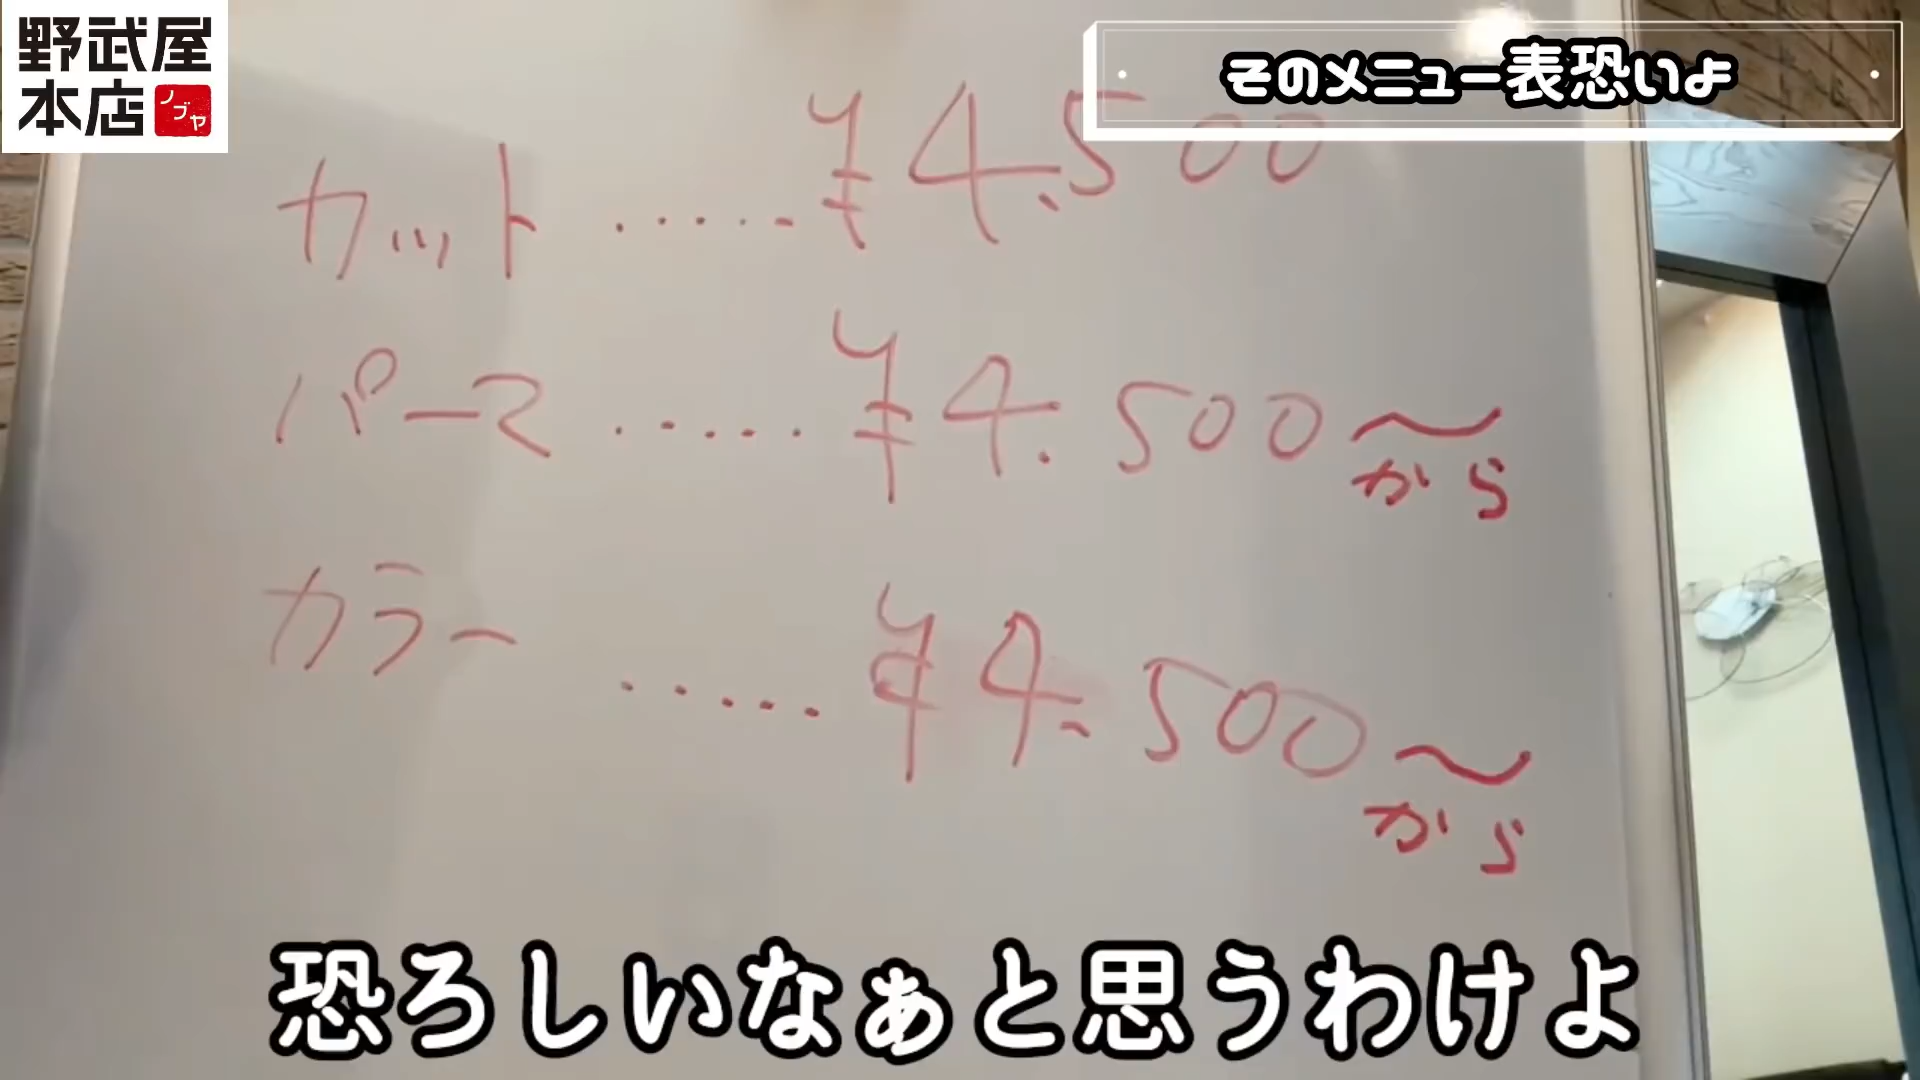 野武屋
本店
ノブヤ
そのメニュー表恐いよ
カット ‥‥‥ ¥4.500
パーマ ‥‥‥ ¥4.500〜
から
カラー ‥‥‥ ¥4.500〜
から
恐ろしいなぁと思うわけよ